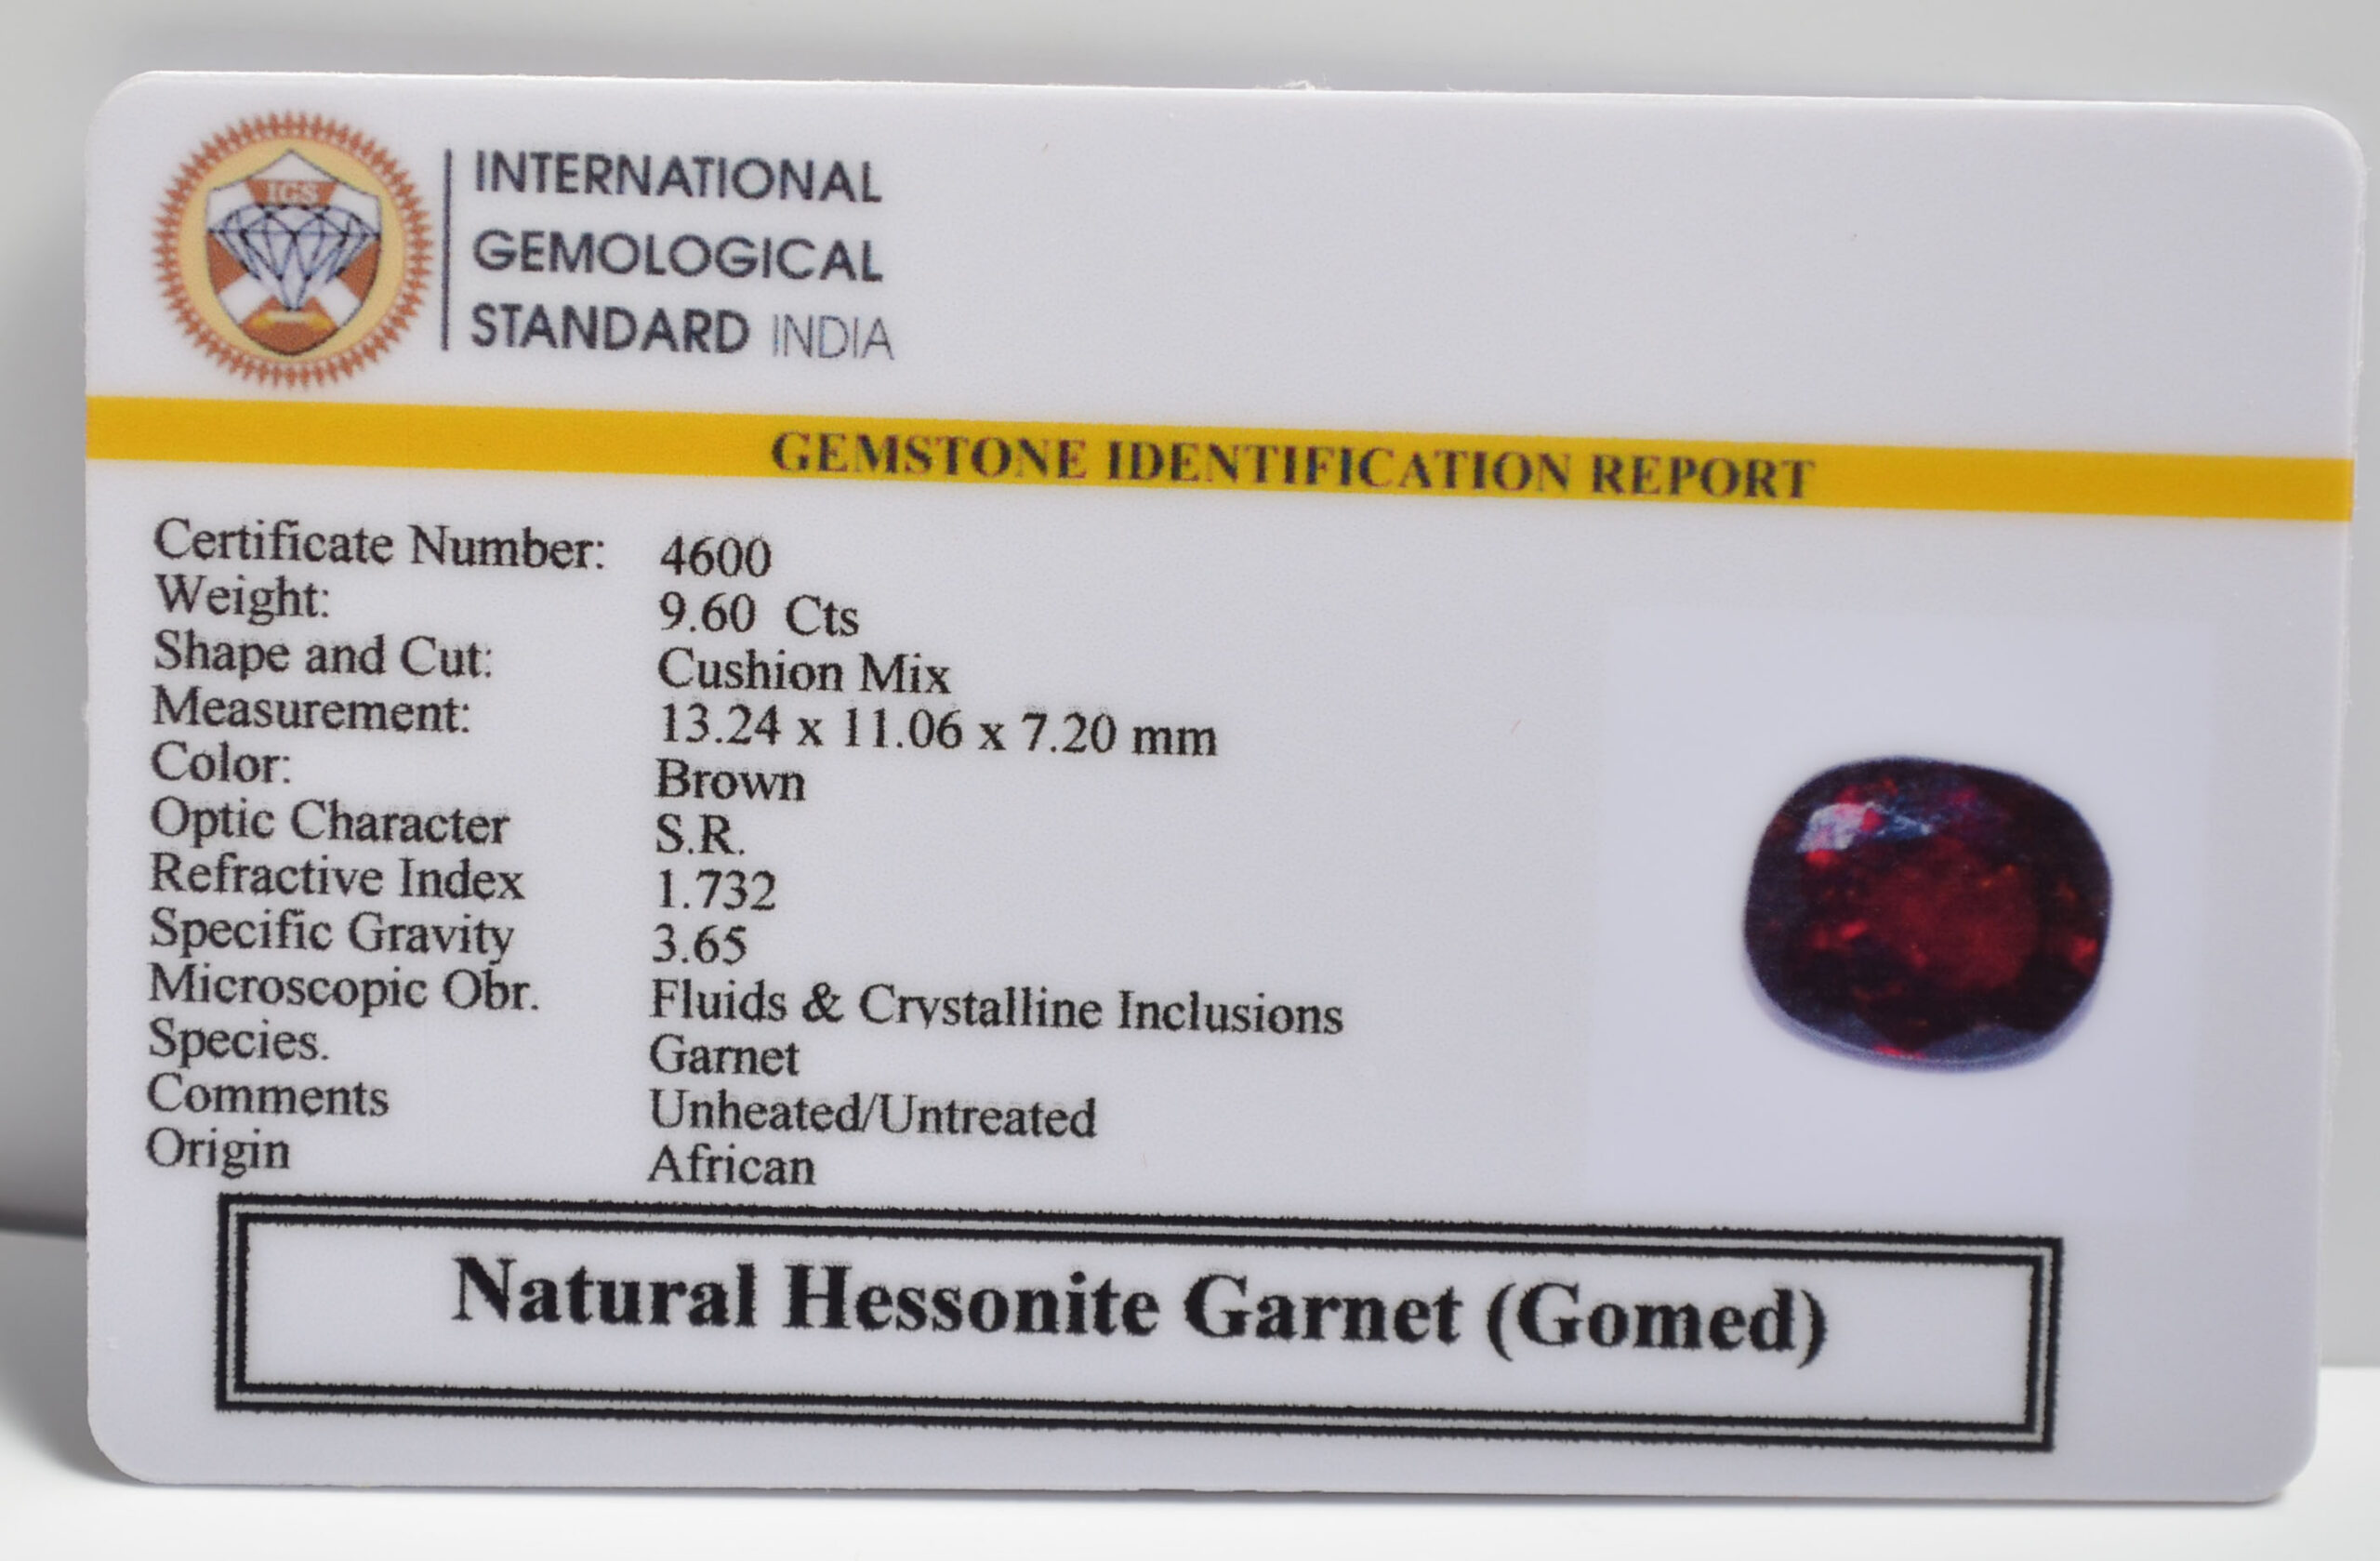 IGS
INTERNATIONAL
GEMOLOGICAL
STANDARD INDIA
GEMSTONE IDENTIFICATION REPORT
Certificate Number: 4600
Weight: 9.60 Cts
Shape and Cut: Cushion Mix
Measurement: 13.24 x 11.06 x 7.20 mm
Color: Brown
Optic Character S.R.
Refractive Index 1.732
Specific Gravity 3.65
Microscopic Obr. Fluids & Crystalline Inclusions
Species. Garnet
Comments Unheated/Untreated
Origin African
Natural Hessonite Garnet (Gomed)